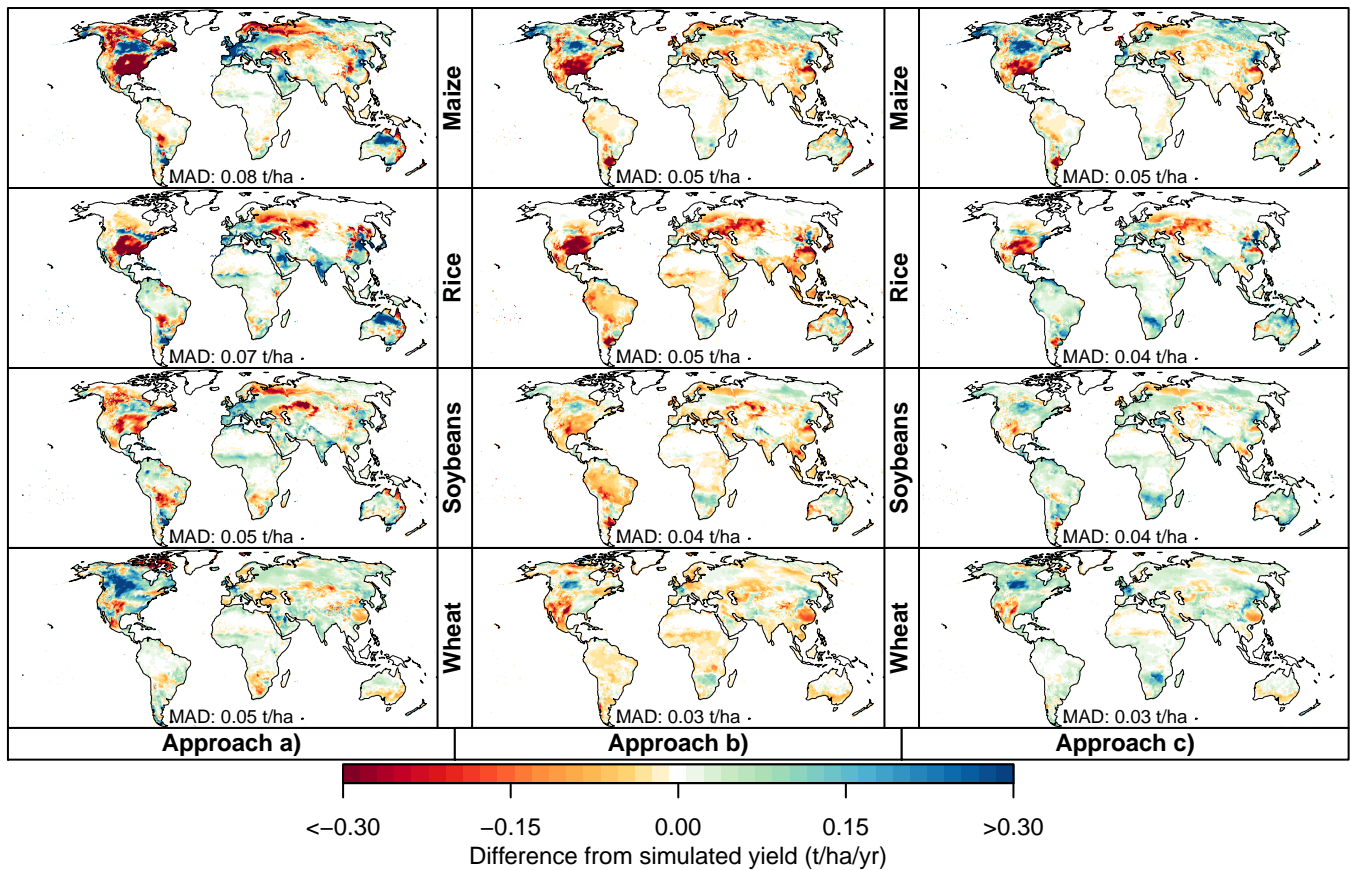 MAD: 0.08 t/ha
Maize
MAD: 0.05 t/ha
Maize
MAD: 0.05 t/ha
MAD: 0.07 t/ha
Rice
MAD: 0.05 t/ha
Rice
MAD: 0.04 t/ha
MAD: 0.05 t/ha
Soybeans
MAD: 0.04 t/ha
Soybeans
MAD: 0.04 t/ha
MAD: 0.05 t/ha
Wheat
MAD: 0.03 t/ha
Wheat
MAD: 0.03 t/ha
Approach a)
Approach b)
Approach c)
<−0.30 −0.15 0.00 0.15 >0.30
Difference from simulated yield (t/ha/yr)